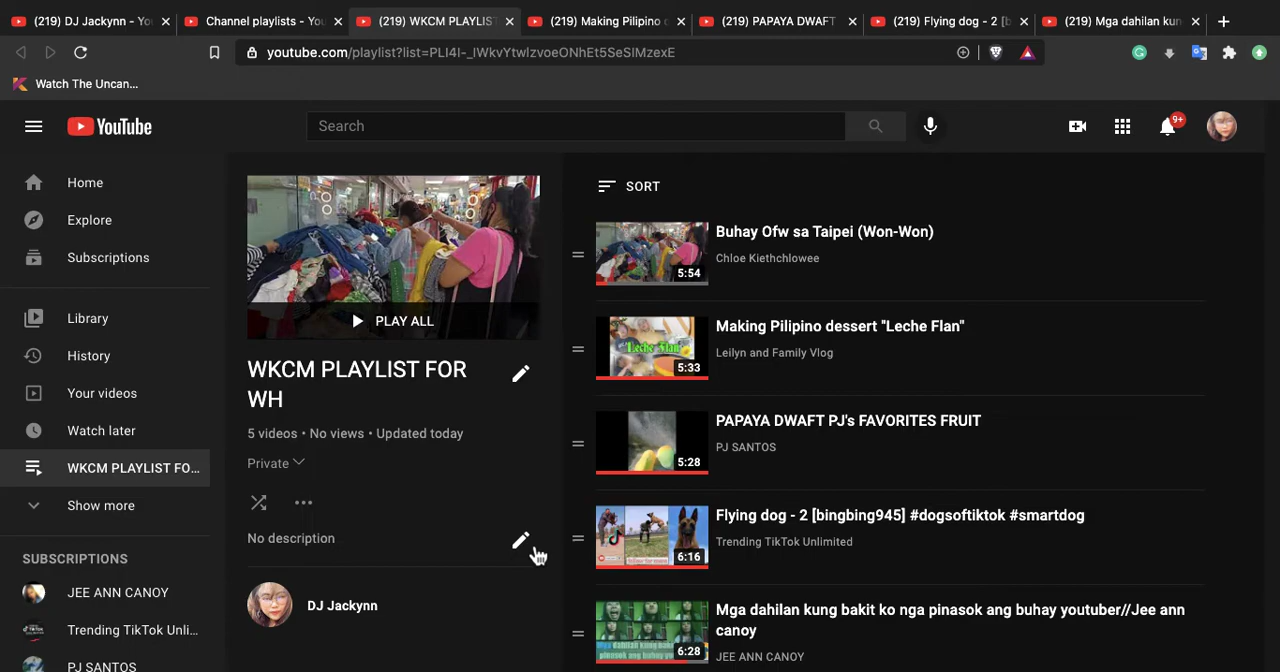 (219) DJ Jackynn - Yo
Channel playlists - You
(219) WKCM PLAYLIST
(219) Making Pilipino d
(219) PAPAYA DWAFT
(219) Flying dog - 2 [b
(219) Mga dahilan kun
youtube.com/playlist?list=PLI4I-_IWkvYtwlzvoeONhEt5SeSlMzexE
Watch The Uncan...
YouTube
Search
9+
Home
Explore
Subscriptions
Library
History
Your videos
Watch later
WKCM PLAYLIST FO...
Show more
SUBSCRIPTIONS
JEE ANN CANOY
Trending TikTok Unli...
PJ SANTOS
PLAY ALL
WKCM PLAYLIST FOR
WH
5 videos • No views • Updated today
Private
No description
DJ Jackynn
SORT
Buhay Ofw sa Taipei (Won-Won)
Chloe Kiethchlowee
5:54
Making Pilipino dessert "Leche Flan"
Leilyn and Family Vlog
Leche Flan
5:33
PAPAYA DWAFT PJ's FAVORITES FRUIT
PJ SANTOS
5:28
Flying dog - 2 [bingbing945] #dogsoftiktok #smartdog
Trending TikTok Unlimited
6:16
Mga dahilan kung bakit ko nga pinasok ang buhay youtuber//Jee ann
canoy
JEE ANN CANOY
6:28